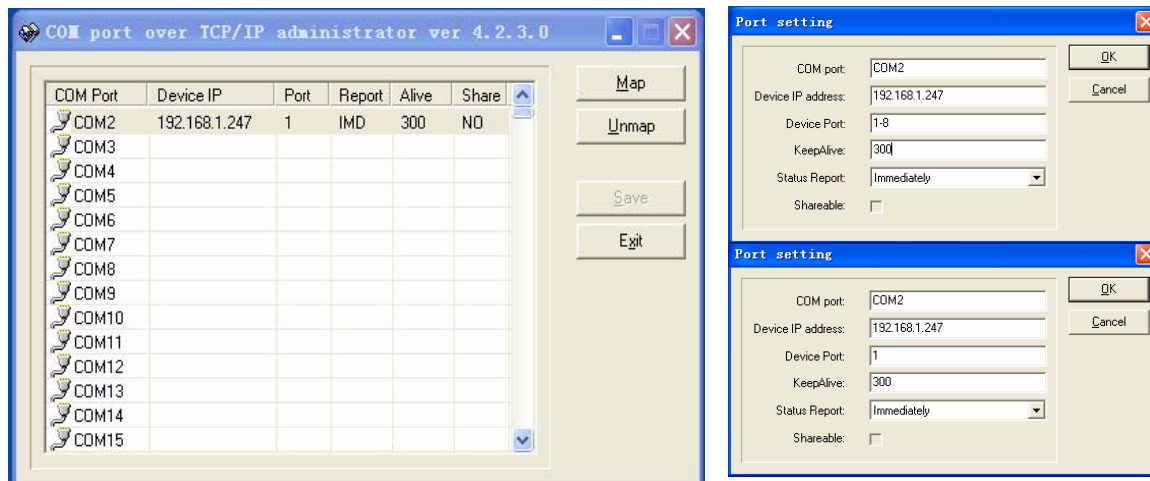 COM port over TCP/IP administrator ver 4.2.3.0
COM Port Device IP Port Report Alive Share
COM2 192.168.1.247 1 IMD 300 NO
COM3
COM4
COM5
COM6
COM7
COM8
COM9
COM10
COM11
COM12
COM13
COM14
COM15
Map
Unmap
Save
Exit
Port setting
COM port: COM2
Device IP address: 192.168.1.247
Device Port: 1-8
KeepAlive: 300
Status Report: Immediately
Shareable:
OK
Cancel
Port setting
COM port: COM2
Device IP address: 192.168.1.247
Device Port: 1
KeepAlive: 300
Status Report: Immediately
Shareable:
OK
Cancel